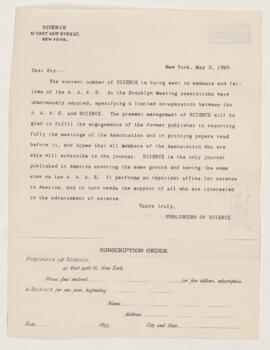 SCIENCE
41 EAST 49TH STREET,
NEW YORK.
New York, May 3, 1895.
Dear Sir:--
The current number of SCIENCE is being sent to members and fel-
lows of the A. A. A. S. At the Brooklyn Meeting resolutions were
unanimously adopted, specifying a limited co-operation between the
A. A. A. S. and SCIENCE. The present management of SCIENCE will be
glad to fulfil the engagements of the former publisher in reporting
fully the meetings of the Association and in printing papers read
before it, and hopes that all members of the Association who are
able will subscribe to the journal. SCIENCE is the only journal
published in America covering the same ground and having the same
aims as the A. A. A. S. It performs an important office for science
in America, and it in turn needs the support of all who are interested
in the advancement of science.
Yours truly,
PUBLISHERS OF SCIENCE.
SUBSCRIPTION ORDER.
PUBLISHER OF SCIENCE,
41 East 49th St, New York
Please find enclosed for five dollars, subscription
to SCIENCE for one year, beginning
Name
Address
Date 1895. City and State